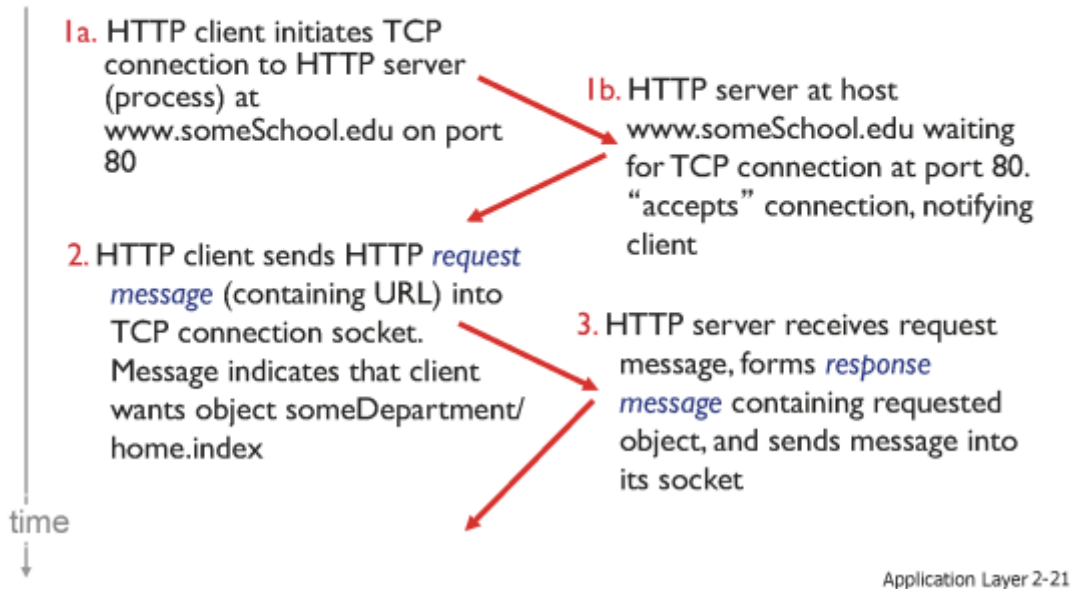 1a. HTTP client initiates TCP
connection to HTTP server
(process) at
www.someSchool.edu on port
80
1b. HTTP server at host
www.someSchool.edu waiting
for TCP connection at port 80.
“accepts” connection, notifying
client
2. HTTP client sends HTTP request
message (containing URL) into
TCP connection socket.
Message indicates that client
wants object someDepartment/
home.index
3. HTTP server receives request
message, forms response
message containing requested
object, and sends message into
its socket
time
Application Layer 2-21